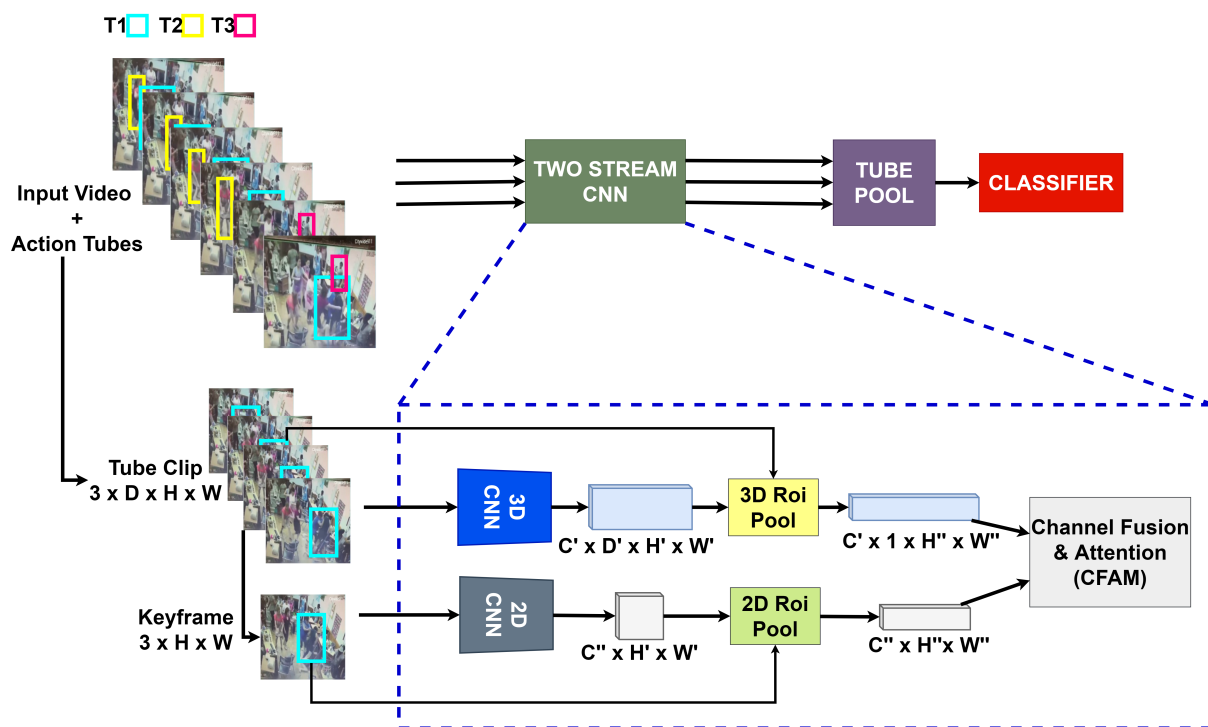 T1 T2 T3
Input Video
+
Action Tubes
TWO STREAM
CNN
TUBE
POOL
CLASSIFIER
Tube Clip
3 x D x H x W
3D
CNN
C' x D' x H' x W'
3D Roi
Pool
C' x 1 x H" x W"
Channel Fusion
& Attention
(CFAM)
Keyframe
3 x H x W
2D
CNN
C" x H' x W'
2D Roi
Pool
C" x H"x W"